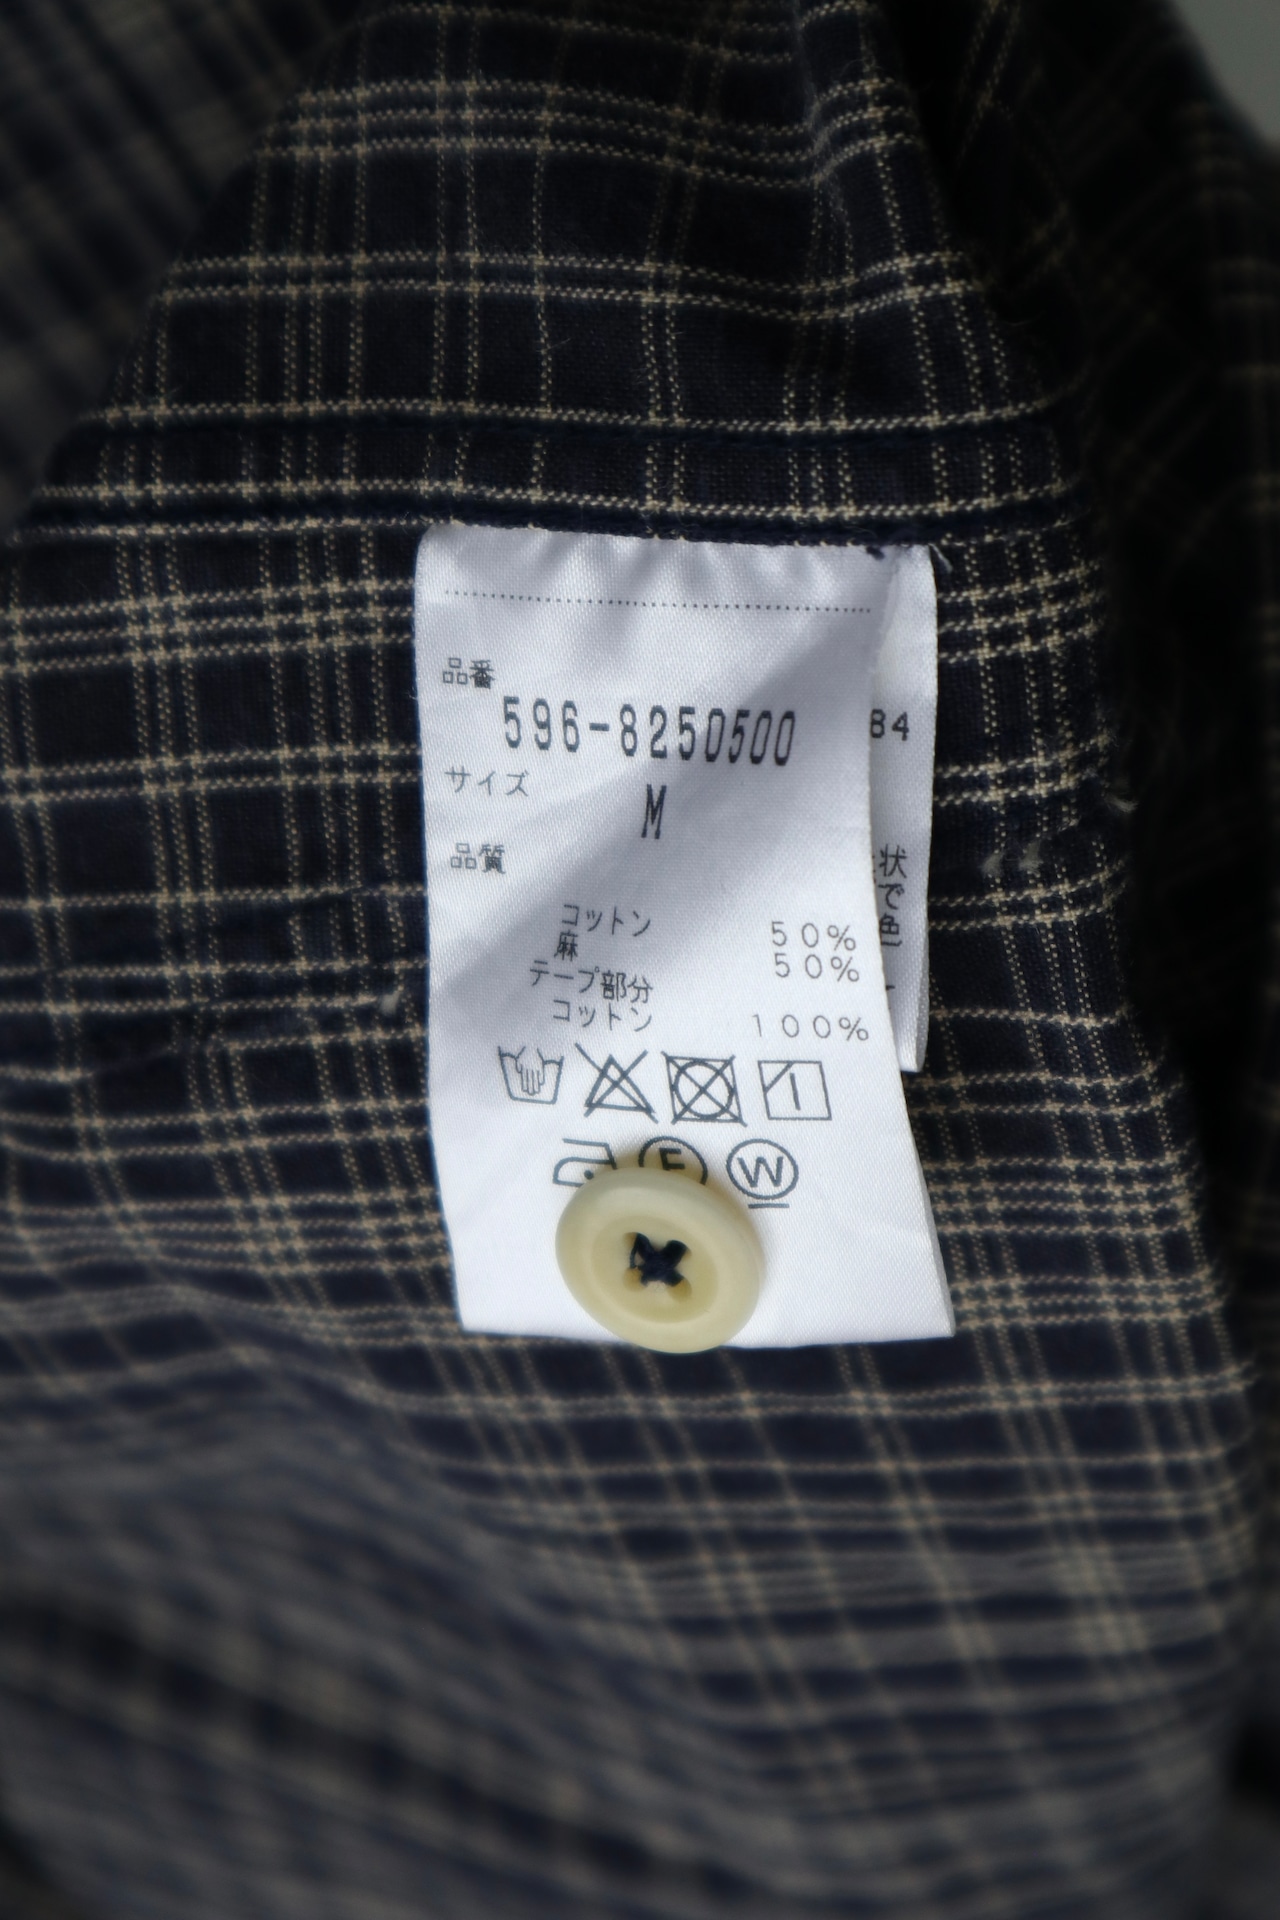 品番
596-8250500
サイズ
M
品質
コットン 50%
麻 50%
テープ部分
コットン 100%
F W
84
状
で
色